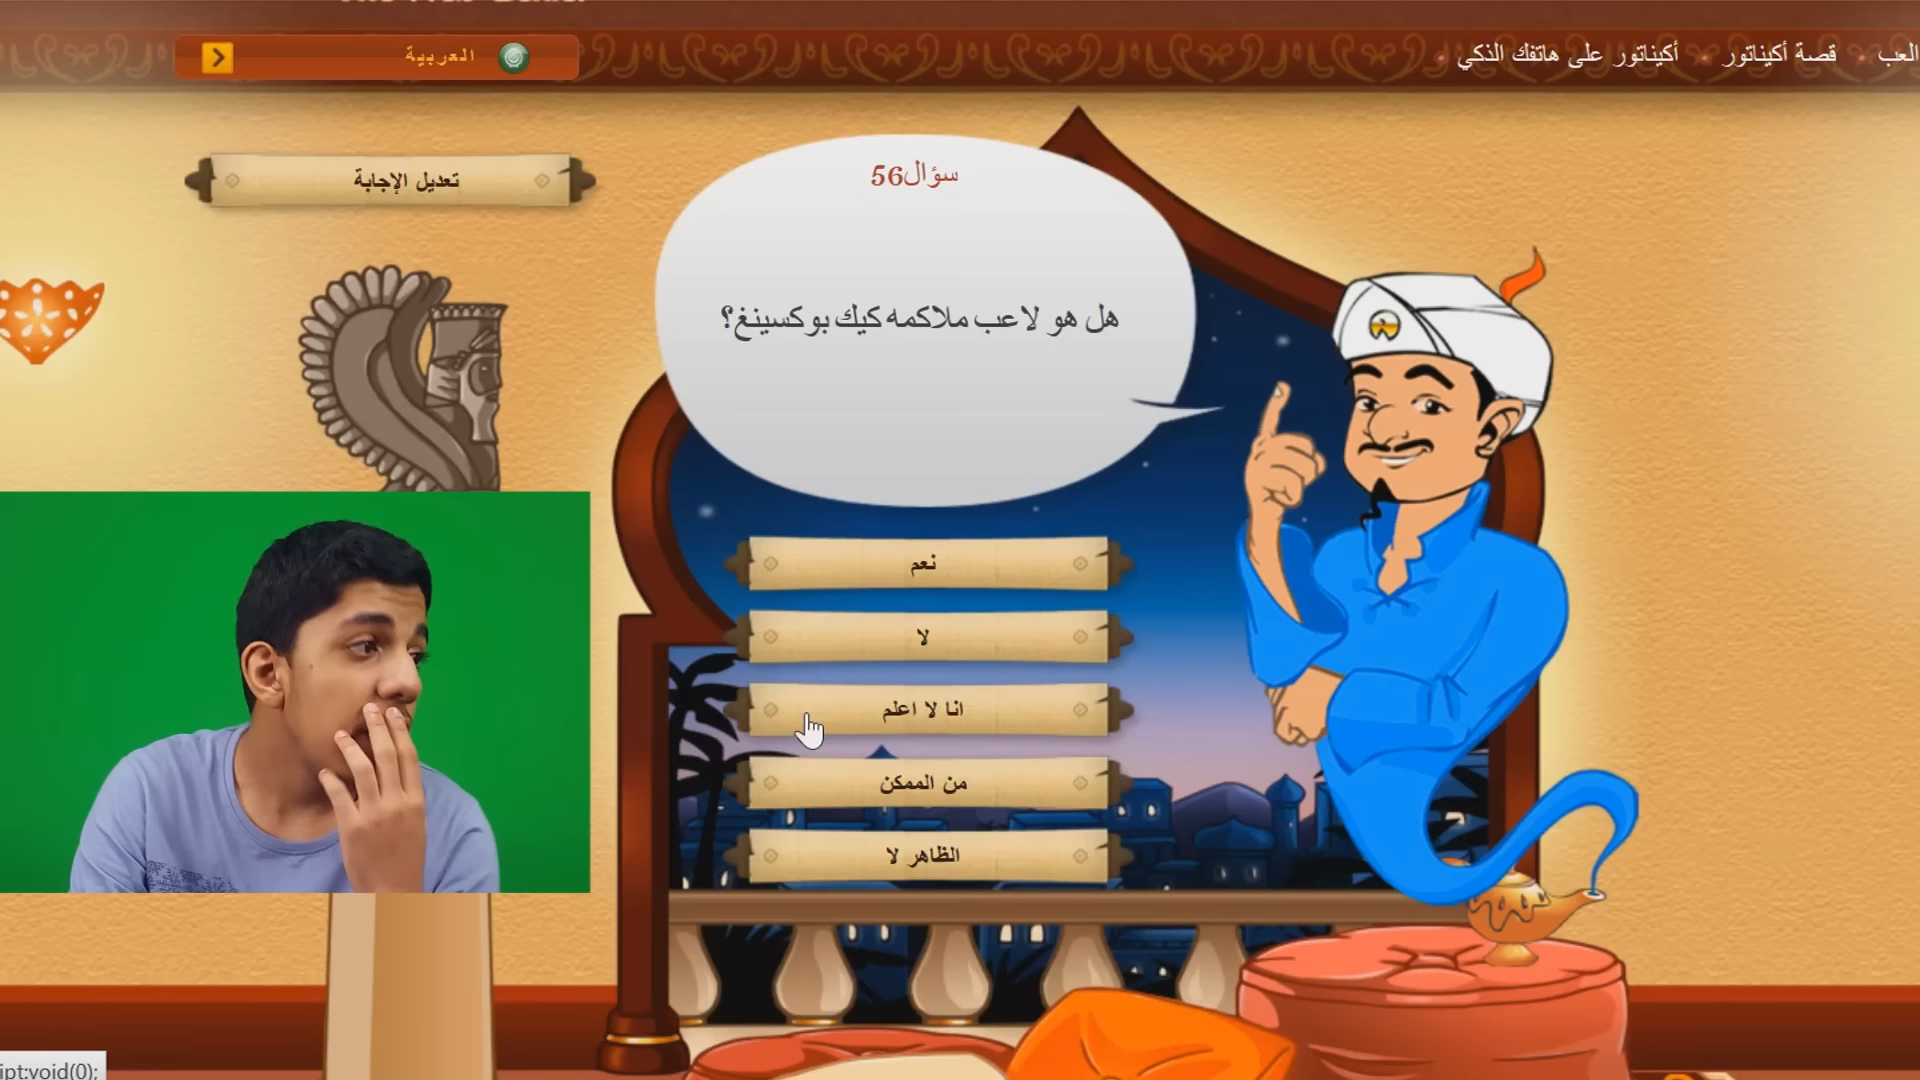 العربية
أكيناتور على هاتفك الذكي
قصة أكيناتور
العب
تعديل الإجابة
سؤال56
هل هو لاعب ملاكمه كيك بوكسينغ؟
نعم
لا
انا لا اعلم
من الممكن
الظاهر لا
ipt:void(0);